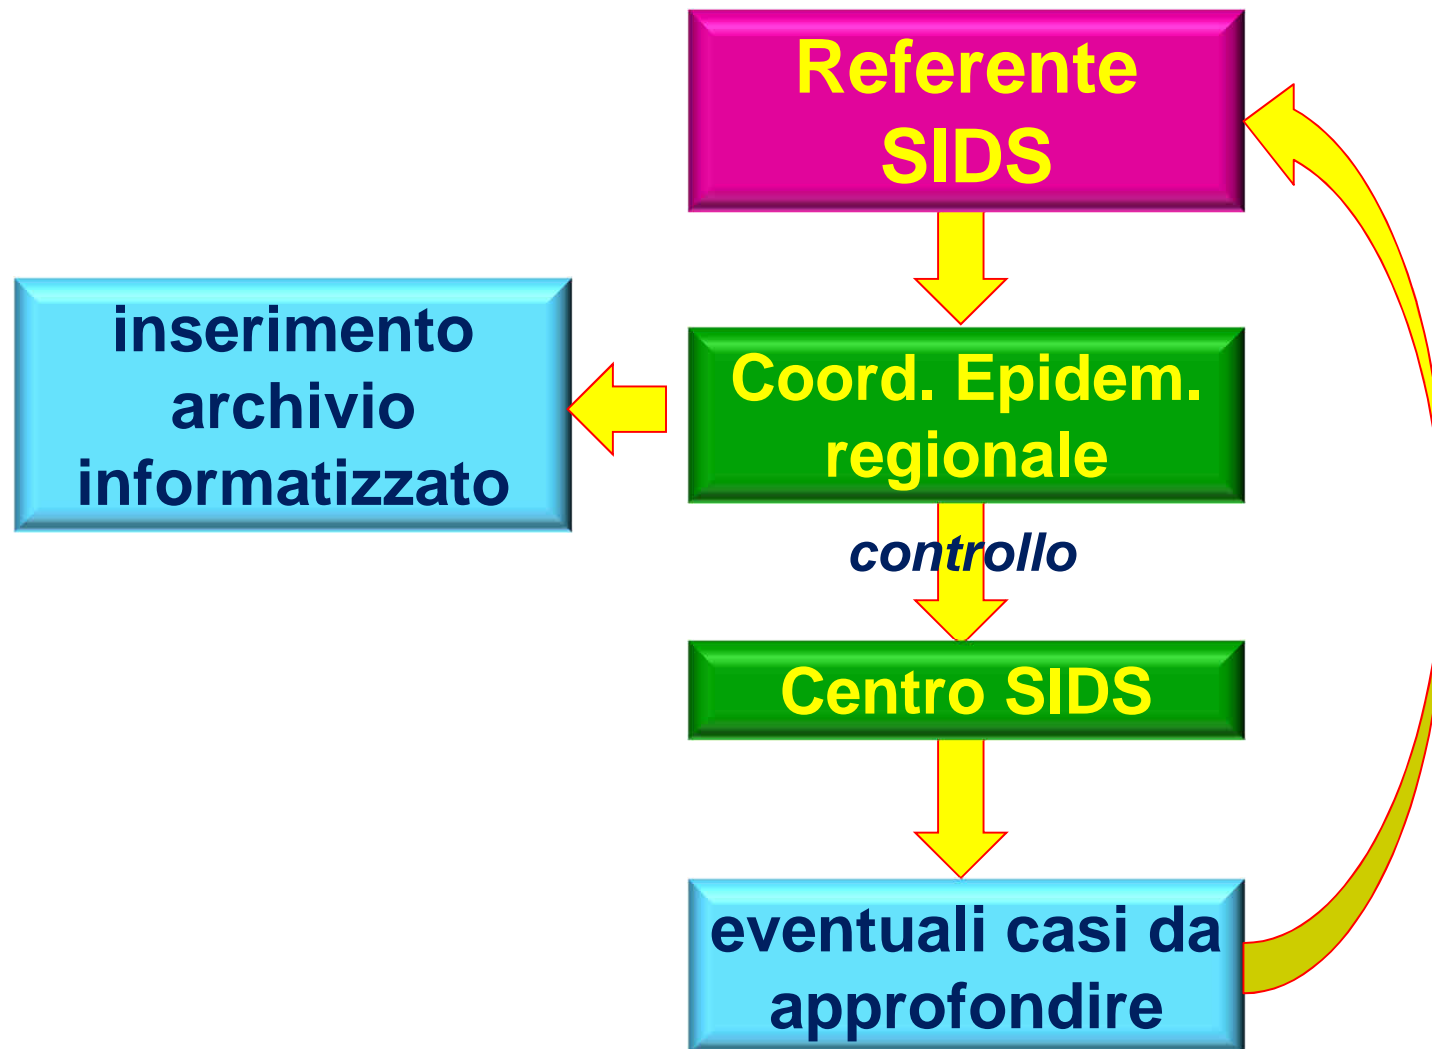 Referente
SIDS
inserimento
archivio
informatizzato
Coord. Epidem.
regionale
controllo
Centro SIDS
eventuali casi da
approfondire